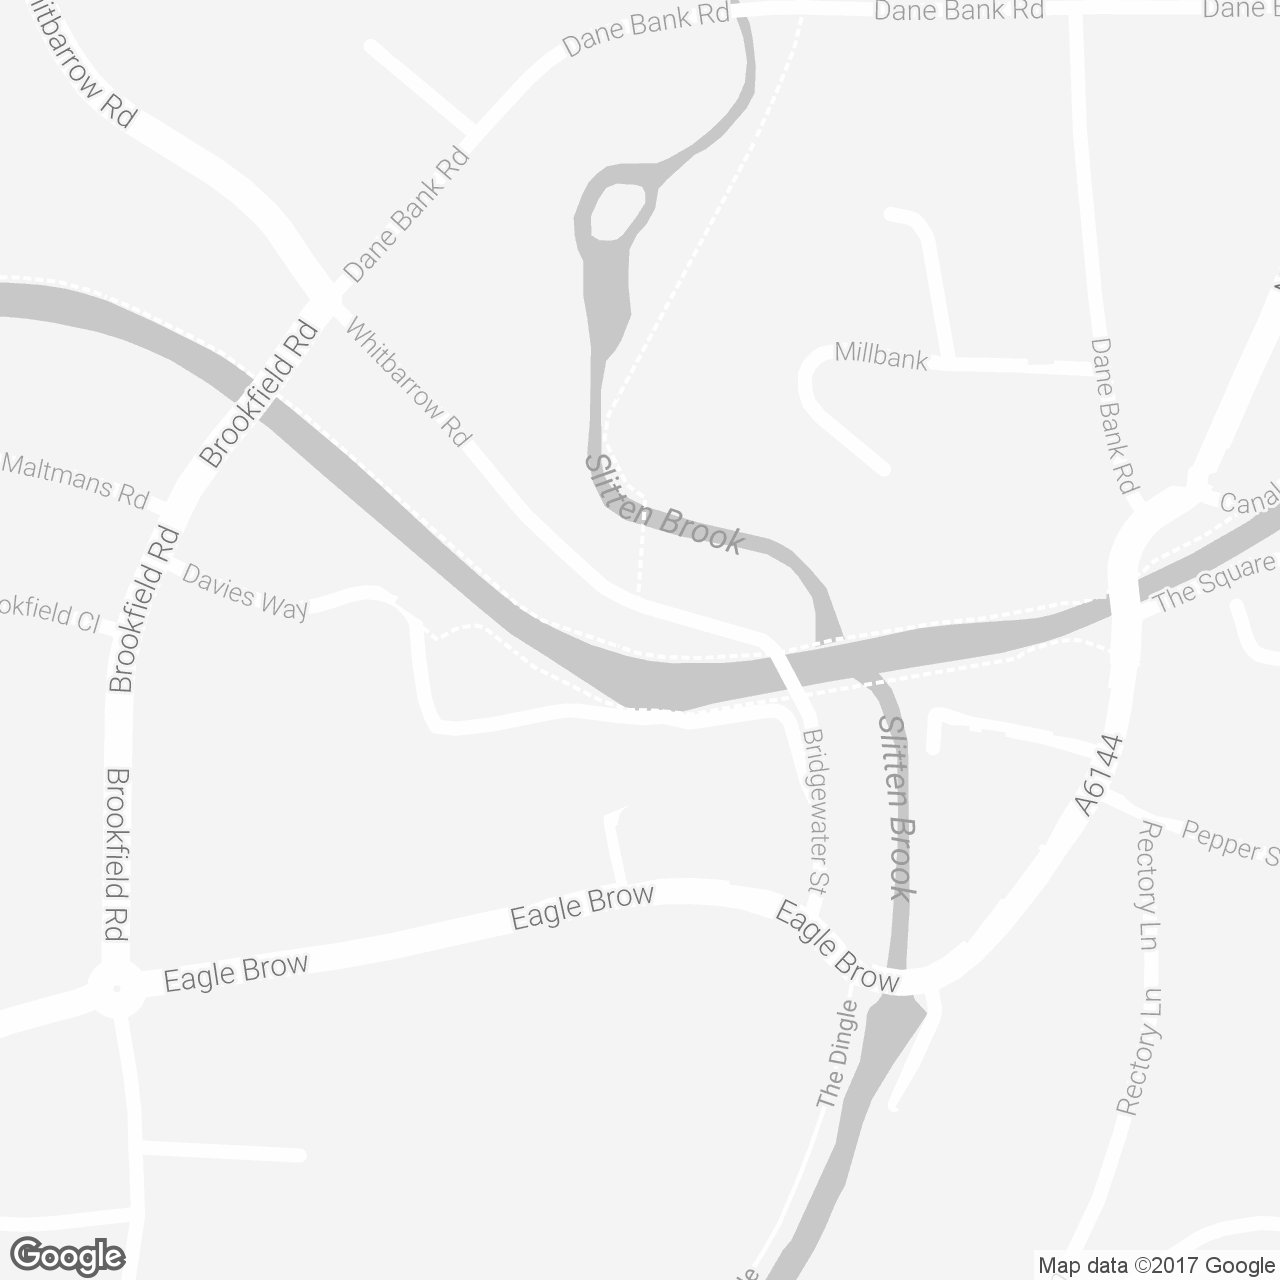 Dane Bank Rd
Dane Bank Rd
Dane B
hitbarrow Rd
Dane Bank Rd
Brookfield Rd
Whitbarrow Rd
Millbank
Dane Bank Rd
Maltmans Rd
Slitten Brook
Canal
Brookfield Rd
Davies Way
The Square
okfield Cl
Bridgewater St
Slitten Brook
A6144
Brookfield Rd
Rectory Ln
Pepper S
Eagle Brow
Eagle Brow
Eagle Brow
The Dingle
Rectory Ln
Google
Map data ©2017 Google